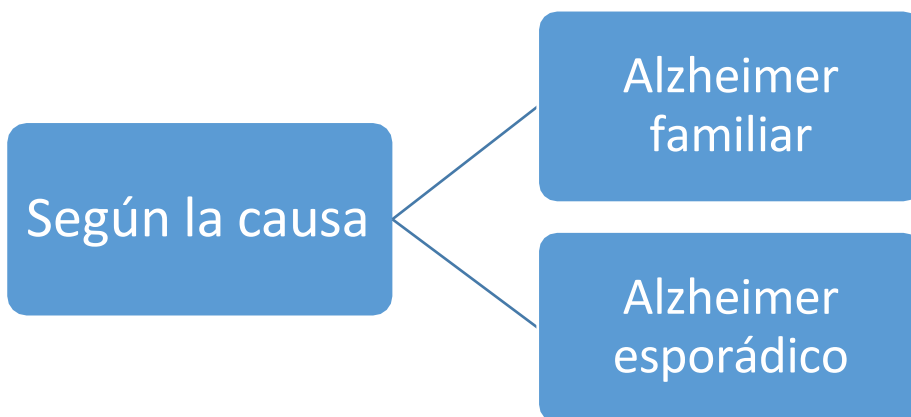 Según la causa
Alzheimer
familiar
Alzheimer
esporádico